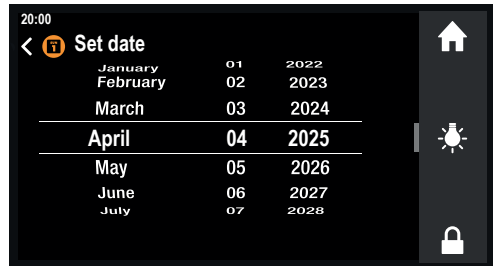 20:00
Set date
January 01 2022
February 02 2023
March 03 2024
April 04 2025
May 05 2026
June 06 2027
July 07 2028